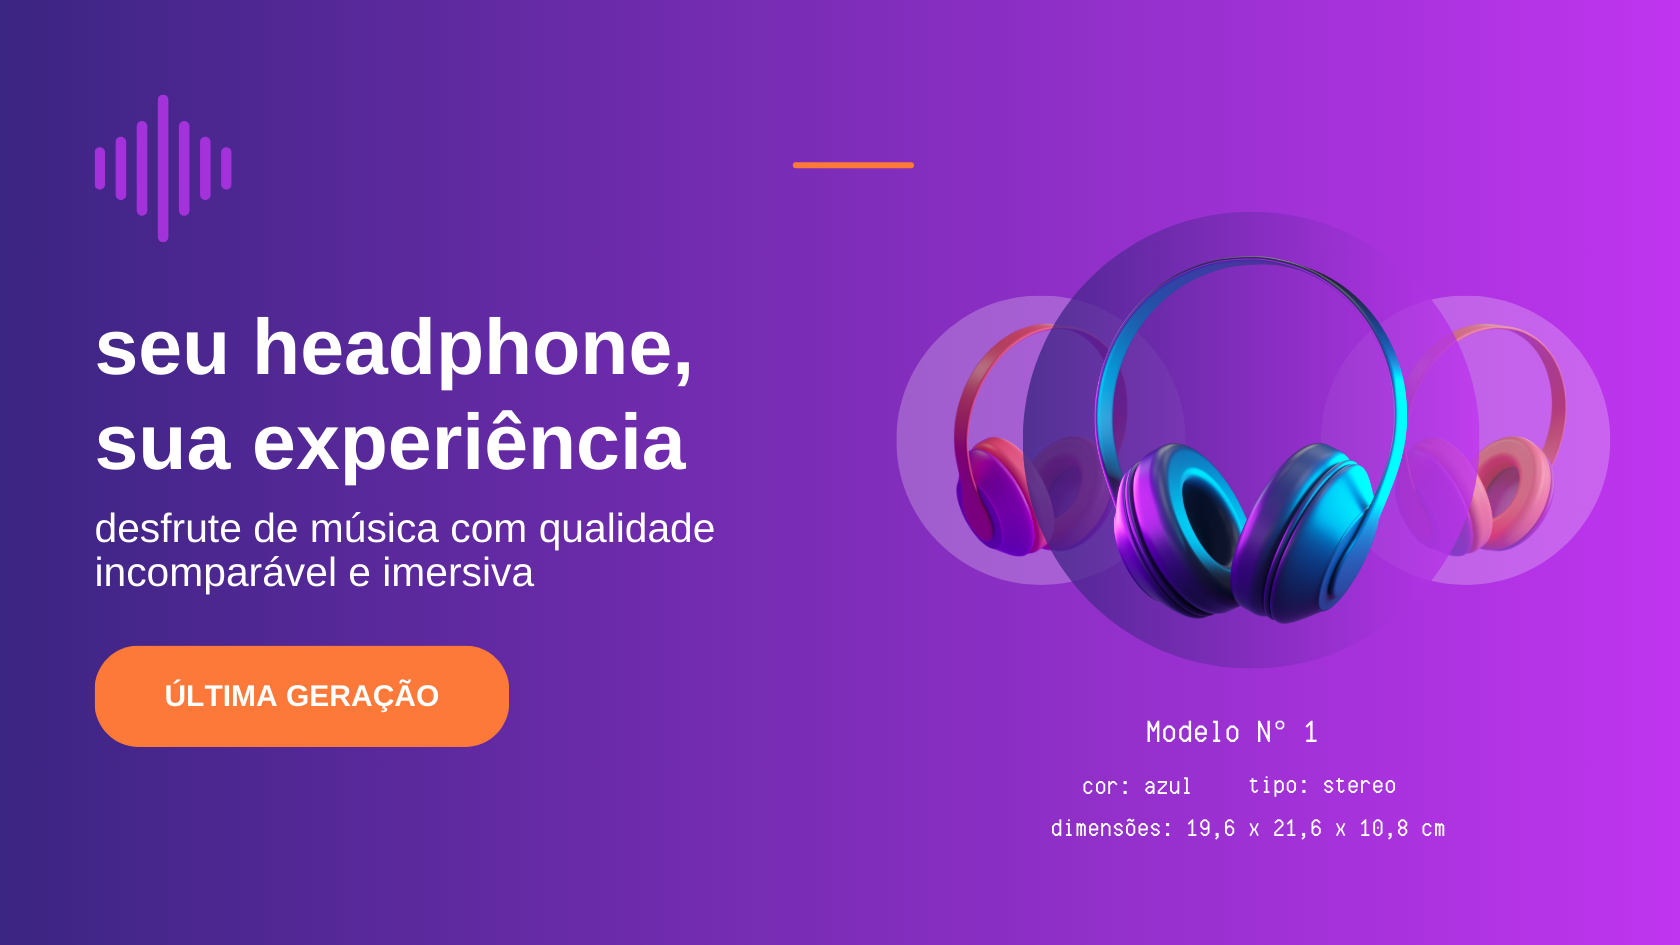 seu headphone,
sua experiência
desfrute de música com qualidade
incomparável e imersiva
ÚLTIMA GERAÇÃO
Modelo N° 1
cor: azul tipo: stereo
dimensões: 19,6 x 21,6 x 10,8 cm